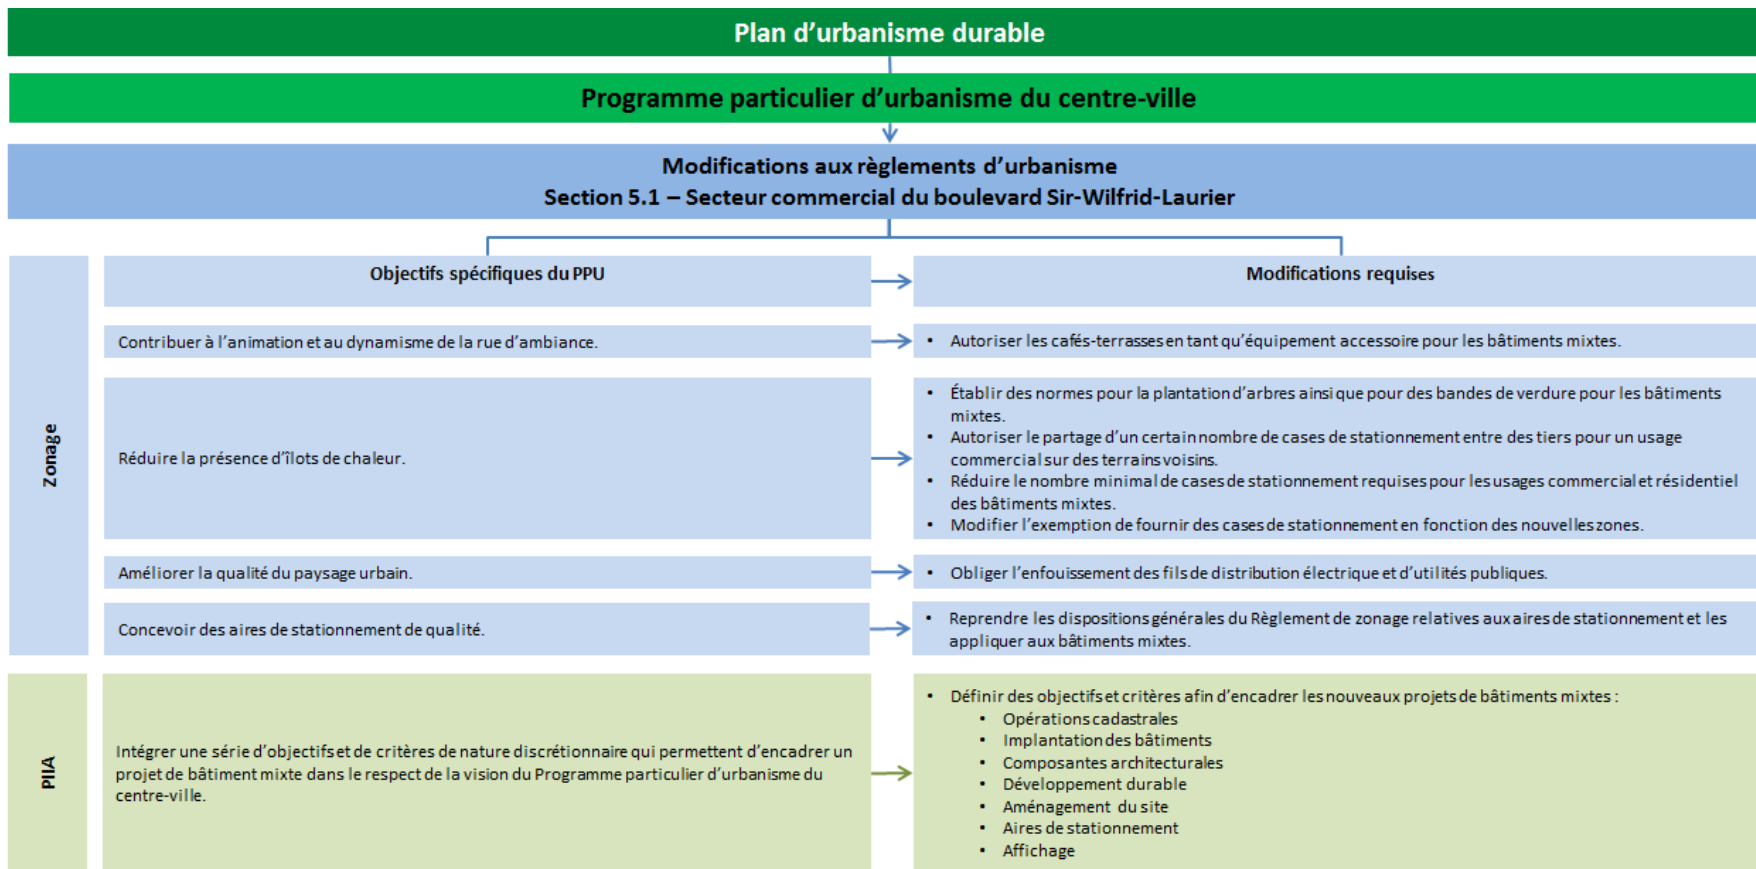 Plan d'urbanisme durable
Programme particulier d'urbanisme du centre-ville
Modifications aux règlements d'urbanisme
Section 5.1 – Secteur commercial du boulevard Sir-Wilfrid-Laurier
Zonage
Objectifs spécifiques du PPU
Modifications requises
Contribuer à l'animation et au dynamisme de la rue d'ambiance.
• Autoriser les cafés-terrasses en tant qu'équipement accessoire pour les bâtiments mixtes.
Réduire la présence d'îlots de chaleur.
• Établir des normes pour la plantation d'arbres ainsi que pour des bandes de verdure pour les bâtiments
mixtes.
• Autoriser le partage d'un certain nombre de cases de stationnement entre des tiers pour un usage
commercial sur des terrains voisins.
• Réduire le nombre minimal de cases de stationnement requises pour les usages commercial et résidentiel
des bâtiments mixtes.
• Modifier l'exemption de fournir des cases de stationnement en fonction des nouvelles zones.
Améliorer la qualité du paysage urbain.
• Obliger l'enfouissement des fils de distribution électrique et d'utilités publiques.
Concevoir des aires de stationnement de qualité.
• Reprendre les dispositions générales du Règlement de zonage relatives aux aires de stationnement et les
appliquer aux bâtiments mixtes.
PIIA
Intégrer une série d'objectifs et de critères de nature discrétionnaire qui permettent d'encadrer un
projet de bâtiment mixte dans le respect de la vision du Programme particulier d'urbanisme du
centre-ville.
• Définir des objectifs et critères afin d'encadrer les nouveaux projets de bâtiments mixtes :
• Opérations cadastrales
• Implantation des bâtiments
• Composantes architecturales
• Développement durable
• Aménagement du site
• Aires de stationnement
• Affichage